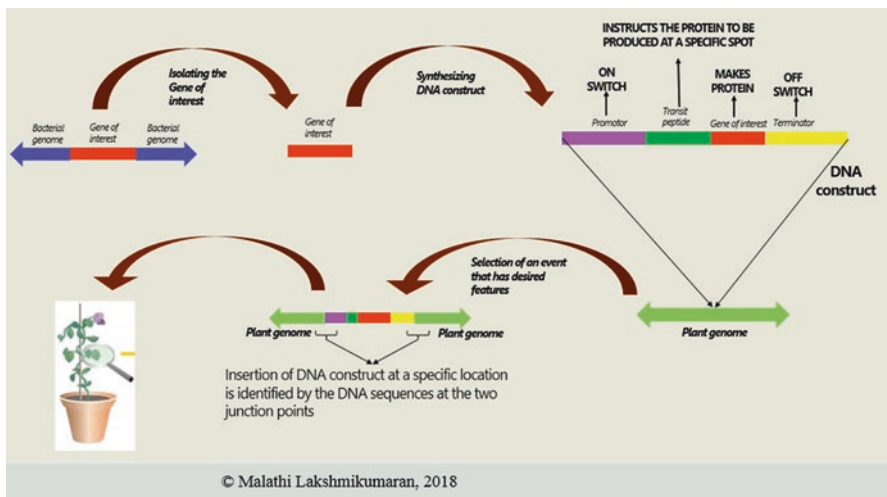 INSTRUCTS THE PROTEIN TO BE
PRODUCED AT A SPECIFIC SPOT
Isolating the
Gene of
interest
Synthesizing
DNA construct
ON
SWITCH
MAKES
PROTEIN
OFF
SWITCH
Bacterial
genome
Gene of
interest
Bacterial
genome
Gene of
interest
Promotor
Transit
peptide
Gene of interest
Terminator
DNA
construct
Selection of an event
that has desired
features
Plant genome
Plant genome
Plant genome
Insertion of DNA construct at a specific location
is identified by the DNA sequences at the two
junction points
© Malathi Lakshmikumaran, 2018